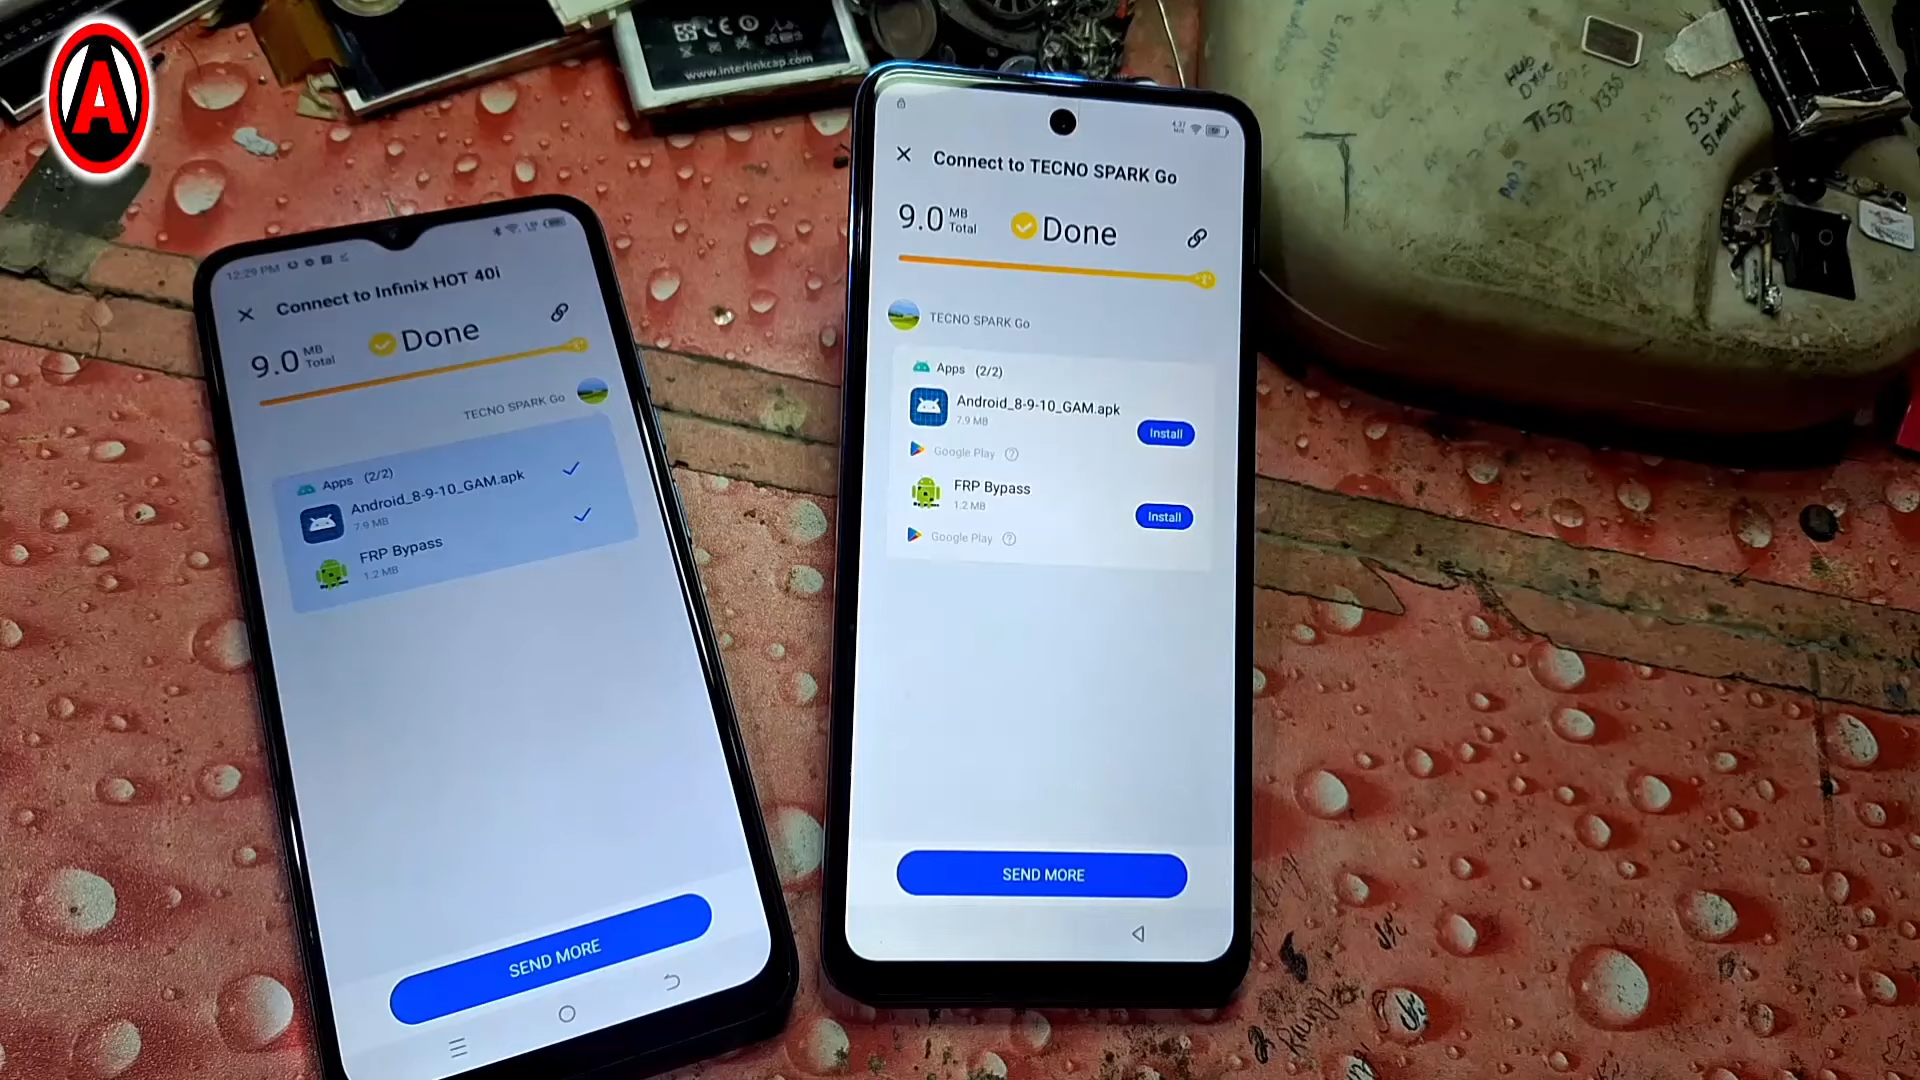 A
www.interlinkcap.com
12:29 PM
Connect to Infinix HOT 40i
9.0 MB Total
Done
TECNO SPARK Go
Apps (2/2)
Android_8-9-10_GAM.apk
7.9 MB
FRP Bypass
1.2 MB
SEND MORE
Connect to TECNO SPARK Go
9.0 MB Total
Done
TECNO SPARK Go
Apps (2/2)
Android_8-9-10_GAM.apk
7.9 MB
Install
Google Play
FRP Bypass
1.2 MB
Install
Google Play
SEND MORE
Hub
Drive
53%